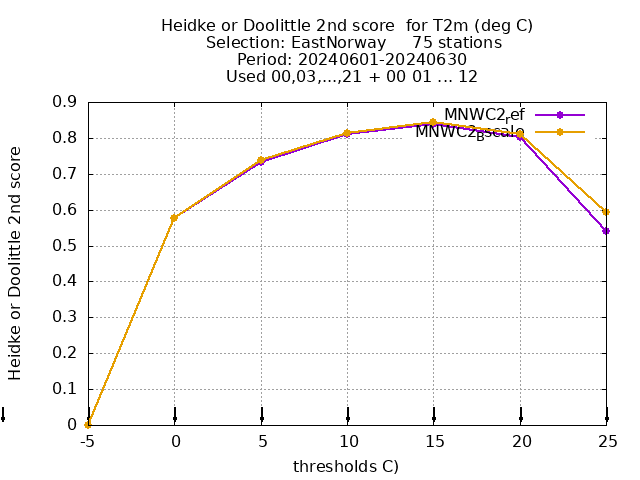 Heidke or Doolittle 2nd score  for T2m (deg C)
Selection: EastNorway     75 stations
Period: 20240601-20240630
Used 00,03,...,21 + 00 01 ... 12
MNWC2ref
MNWC2Bscale
Heidke or Doolittle 2nd score
0.9
0.8
0.7
0.6
0.5
0.4
0.3
0.2
0.1
0
-5 0 5 10 15 20 25
thresholds C)